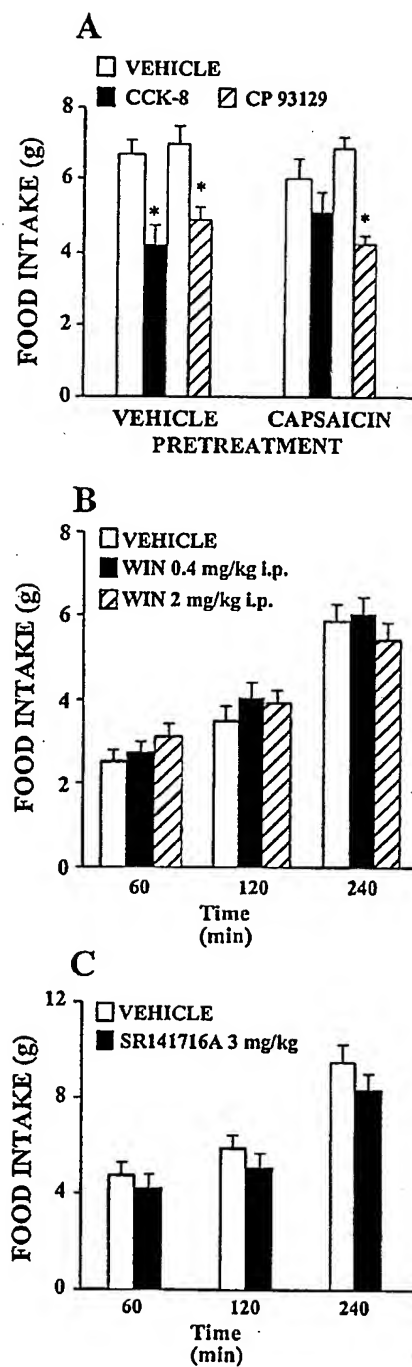 A
VEHICLE
CCK-8 CP 93129
FOOD INTAKE (g)
8
6
4
2
0
* * *
VEHICLE CAPSAICIN
PRETREATMENT
B
VEHICLE
WIN 0.4 mg/kg i.p.
WIN 2 mg/kg i.p.
FOOD INTAKE (g)
8
6
4
2
0
60 120 240
Time
(min)
C
VEHICLE
SR141716A 3 mg/kg
FOOD INTAKE (g)
12
8
4
0
60 120 240
Time
(min)